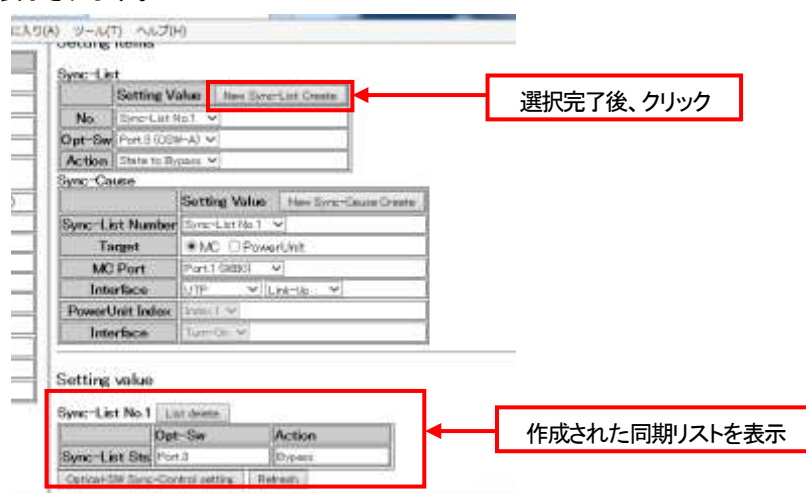 に入り(A) ツール(T) ヘルプ(H)
Setting Items
Sync-List
Setting Value New Sync-List Create
No. Sync-List No.1
Opt-Sw Port.3 (OSW-A)
Action State to Bypass
Sync-Cause
Setting Value New Sync-Cause Create
Sync-List Number Sync-List No.1
Target MC PowerUnit
MC Port Port.1
Interface UTP Link-Up
PowerUnit Index Index.1
Interface Turn-On
Setting value
Sync-List No.1 List delete
Opt-Sw Action
Sync-List Sts Port.3 Bypass
Optical-SW Sync-Control setting Refresh
選択完了後、クリック
作成された同期リストを表示